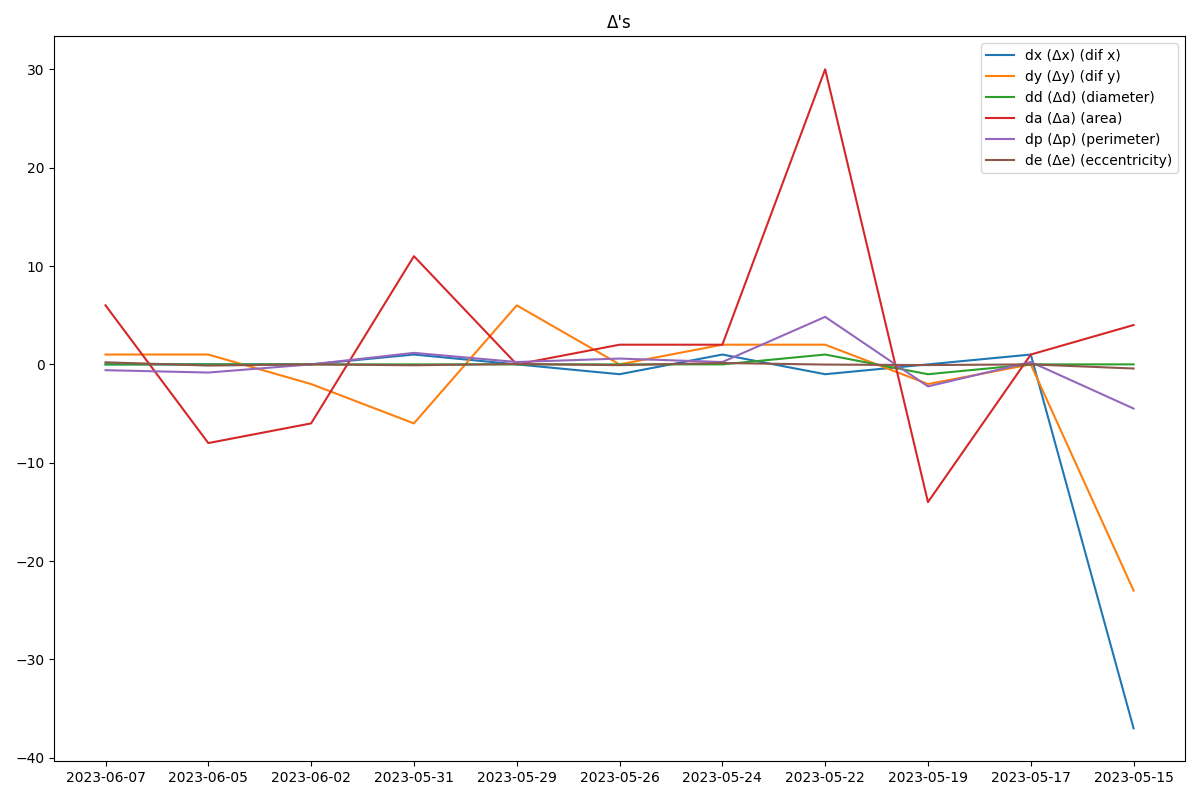 Δ's
dx (Δx) (dif x)
dy (Δy) (dif y)
dd (Δd) (diameter)
da (Δa) (area)
dp (Δp) (perimeter)
de (Δe) (eccentricity)
30
20
10
0
−10
−20
−30
−40
2023-06-07 2023-06-05 2023-06-02 2023-05-31 2023-05-29 2023-05-26 2023-05-24 2023-05-22 2023-05-19 2023-05-17 2023-05-15